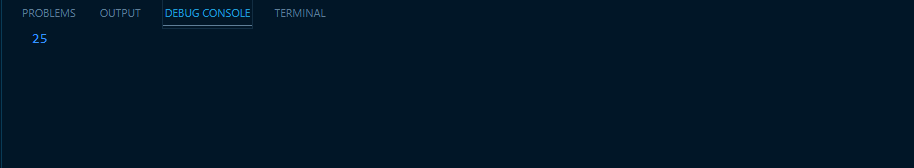 PROBLEMS OUTPUT DEBUG CONSOLE TERMINAL
25